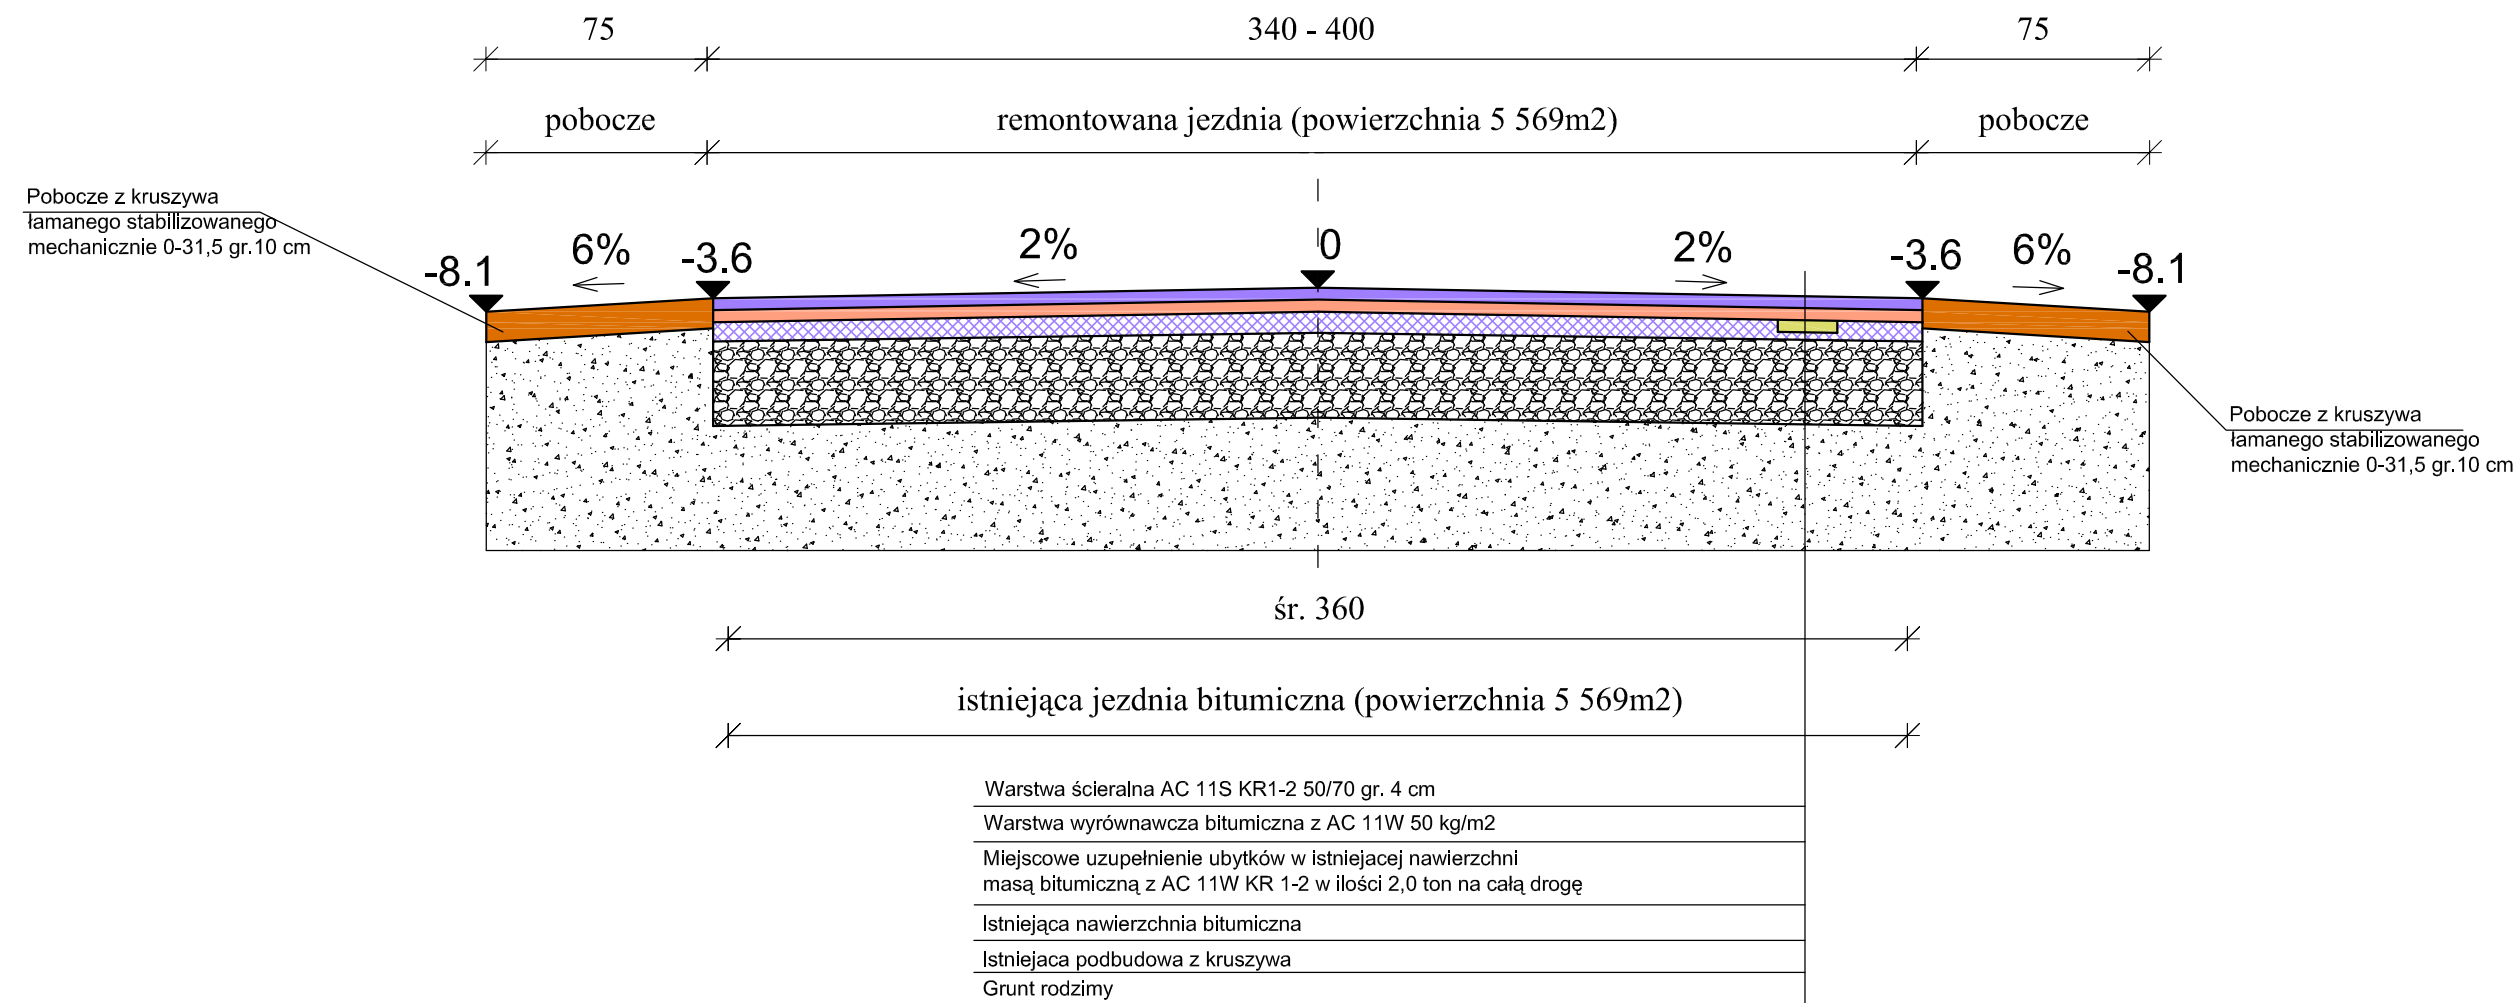 75
340 - 400
75
pobocze
remontowana jezdnia (powierzchnia 5 569m2)
pobocze
Pobocze z kruszywa
łamanego stabilizowanego
mechanicznie 0-31,5 gr.10 cm
-8.1
6%
-3.6
2%
0
2%
-3.6
6%
-8.1
Pobocze z kruszywa
łamanego stabilizowanego
mechanicznie 0-31,5 gr.10 cm
śr. 360
istniejąca jezdnia bitumiczna (powierzchnia 5 569m2)
Warstwa ścieralna AC 11S KR1-2 50/70 gr. 4 cm
Warstwa wyrównawcza bitumiczna z AC 11W 50 kg/m2
Miejscowe uzupełnienie ubytków w istniejacej nawierzchni
masą bitumiczną z AC 11W KR 1-2 w ilości 2,0 ton na całą drogę
Istniejąca nawierzchnia bitumiczna
Istniejaca podbudowa z kruszywa
Grunt rodzimy